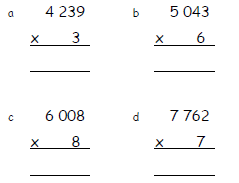 a 4 239 b 5 043
x 3 x 6
c 6 008 d 7 762
x 8 x 7